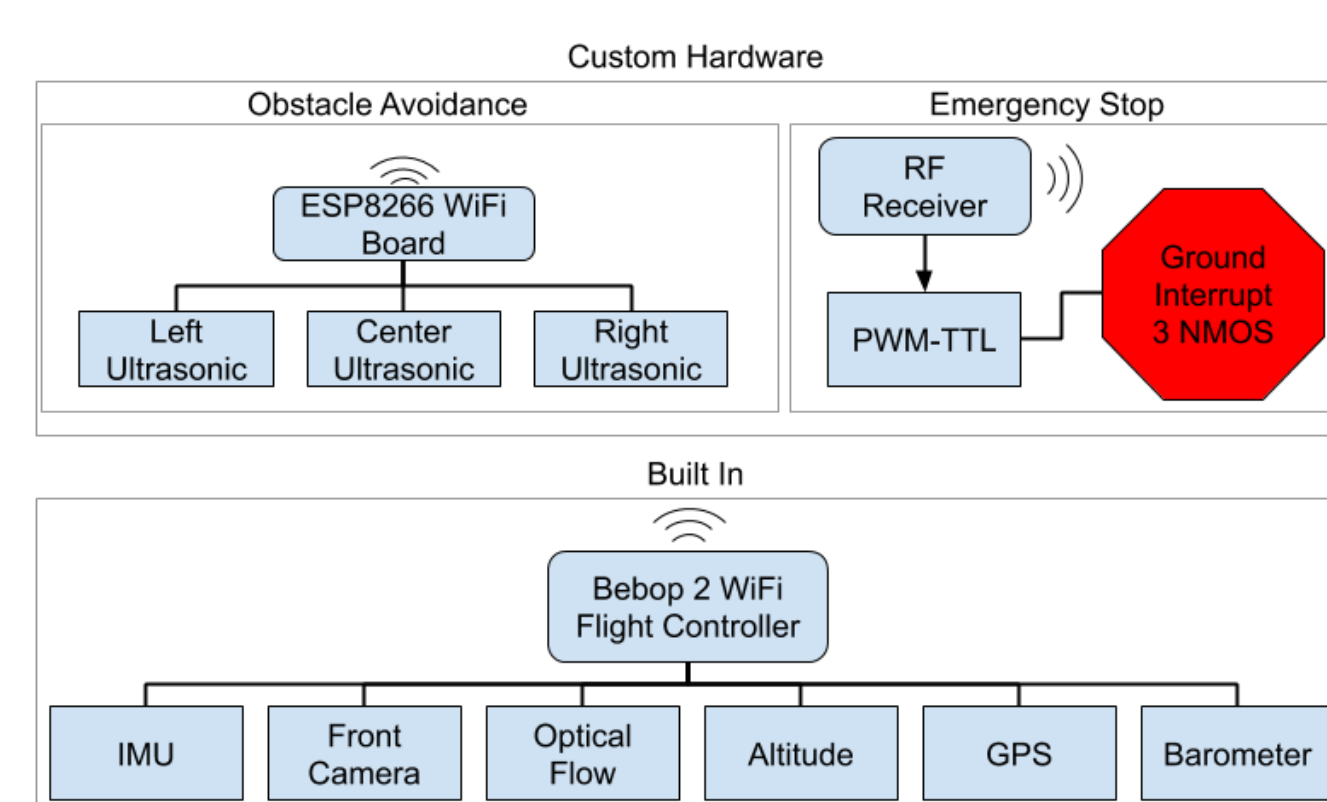 Custom Hardware
Obstacle Avoidance
Emergency Stop
ESP8266 WiFi
Board
Left
Ultrasonic
Center
Ultrasonic
Right
Ultrasonic
RF
Receiver
PWM-TTL
Ground
Interrupt
3 NMOS
Built In
Bebop 2 WiFi
Flight Controller
IMU
Front
Camera
Optical
Flow
Altitude
GPS
Barometer